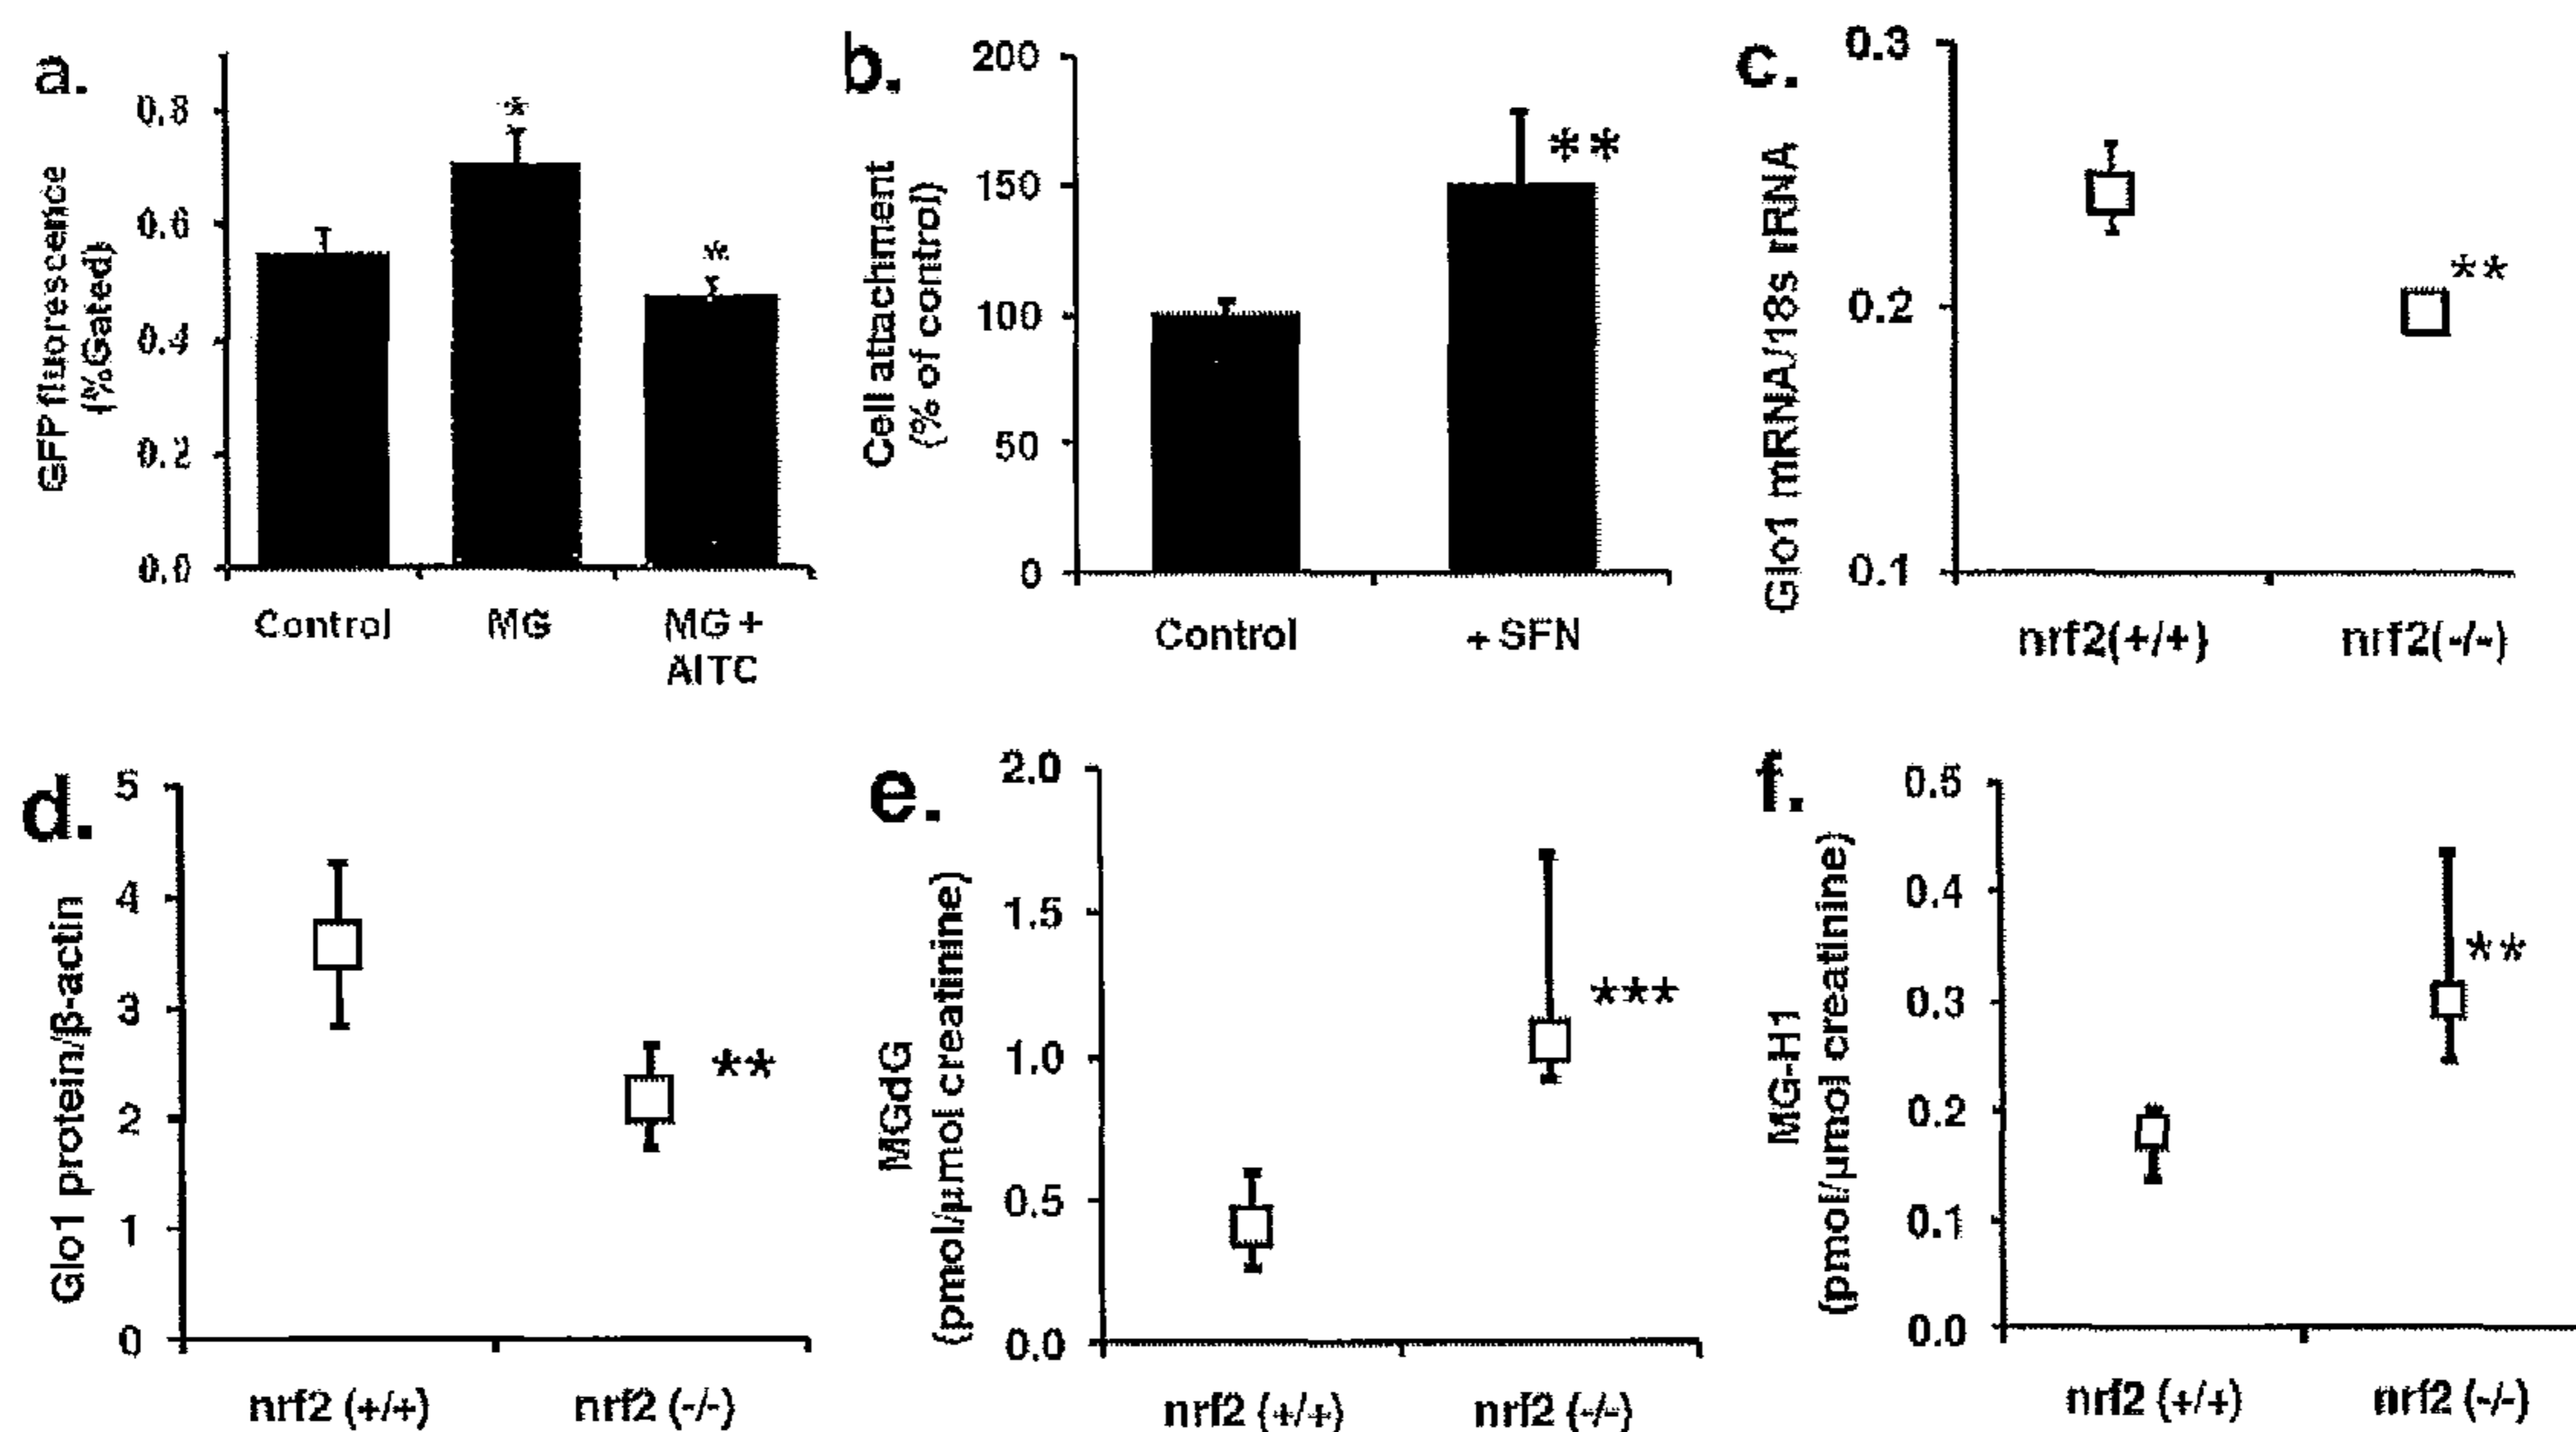 a.
GFP fluorescence
(%Gated)
0.8
0.6
0.4
0.2
0.0
*
*
Control
MG
MG +
AITC
b.
Cell attachment
(% of control)
200
150
100
50
0
**
Control
+ SFN
c.
Glo1 mRNA/18s rRNA
0.3
0.2
0.1
**
nrf2(+/+)
nrf2(-/-)
d.
Glo1 protein/β-actin
5
4
3
2
1
0
**
nrf2 (+/+)
nrf2 (-/-)
e.
MGdG
(pmol/μmol creatinine)
2.0
1.5
1.0
0.5
0.0
***
nrf2 (+/+)
nrf2 (-/-)
f.
MG-H1
(pmol/μmol creatinine)
0.5
0.4
0.3
0.2
0.1
0.0
**
nrf2 (+/+)
nrf2 (-/-)